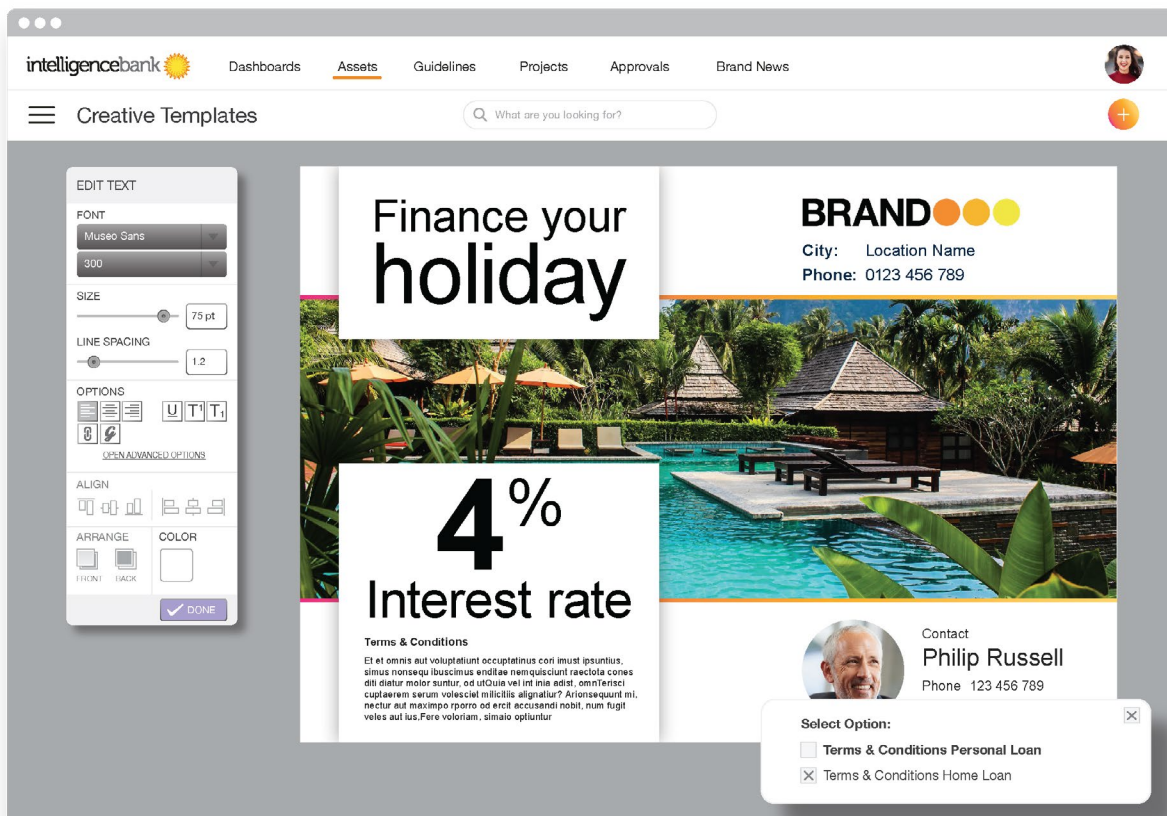 intelligencebank
Dashboards Assets Guidelines Projects Approvals Brand News
Creative Templates
What are you looking for?
EDIT TEXT
FONT
Museo Sans
300
SIZE
75 pt
LINE SPACING
1.2
OPTIONS
U T¹ T₁
OPEN ADVANCED OPTIONS
ALIGN
ARRANGE COLOR
FRONT BACK
DONE
Finance your
holiday
BRAND
City: Location Name
Phone: 0123 456 789
4%
Interest rate
Terms & Conditions
Et et omnis aut voluptatiunt occuptatinus cori imust ipsuntius,
simus nonsequ ibuscimus enditae nemquisciunt raectota cones
diti diatur molor suntur, od utQuia vel int inia adist, omnTerisci
cuptaerem serum volesciet milicitiis alignatiur? Arionsequunt mi,
nectur aut maximpo rporro od ercit accusandi nobit, num fugit
veles aut ius,Fere voloriam, simaio optiuntur
Contact
Philip Russell
Phone 123 456 789
Select Option:
Terms & Conditions Personal Loan
Terms & Conditions Home Loan